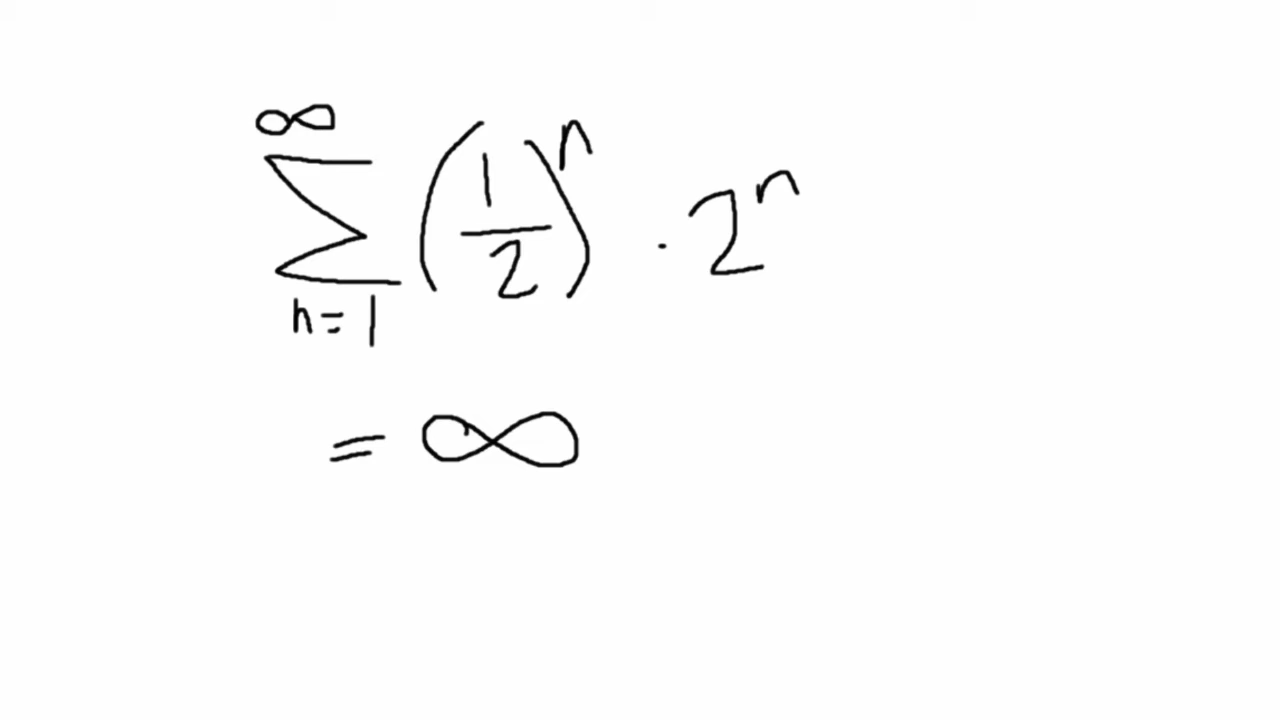 ∞
∑ (1/2)^n · 2^n
n=1
= ∞